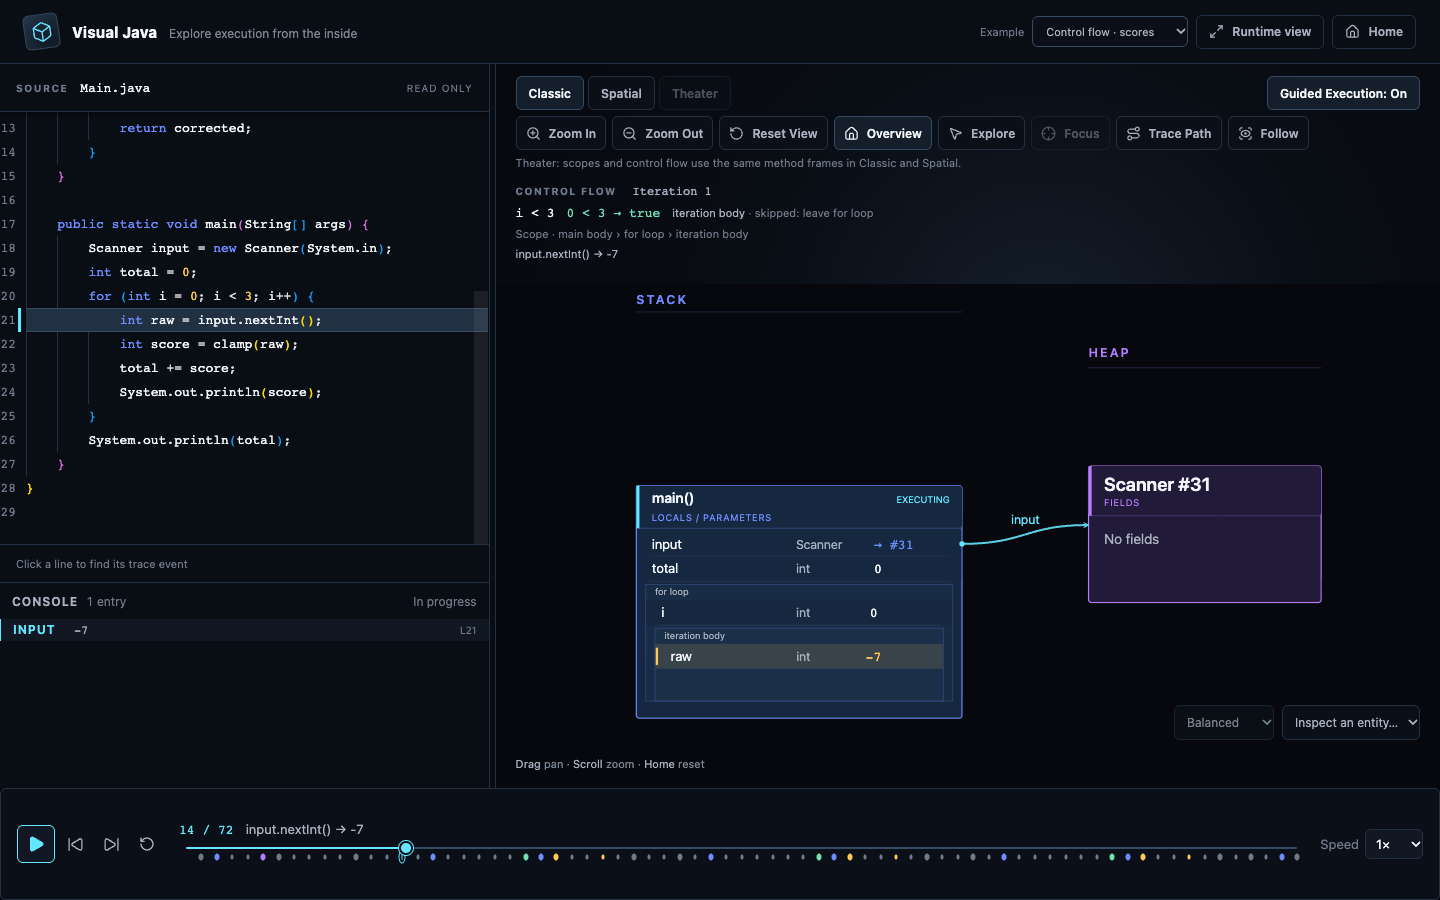 Visual Java Explore execution from the inside
Example Control flow · scores Runtime view Home
SOURCE Main.java READ ONLY
13 return corrected;
14 }
15 }
16
17 public static void main(String[] args) {
18 Scanner input = new Scanner(System.in);
19 int total = 0;
20 for (int i = 0; i < 3; i++) {
21 int raw = input.nextInt();
22 int score = clamp(raw);
23 total += score;
24 System.out.println(score);
25 }
26 System.out.println(total);
27 }
28 }
29
Click a line to find its trace event
CONSOLE 1 entry In progress
INPUT -7 L21
Classic Spatial Theater Guided Execution: On
Zoom In Zoom Out Reset View Overview Explore Focus Trace Path Follow
Theater: scopes and control flow use the same method frames in Classic and Spatial.
CONTROL FLOW Iteration 1
i < 3 0 < 3 → true iteration body · skipped: leave for loop
Scope · main body › for loop › iteration body
input.nextInt() → -7
STACK
HEAP
main() EXECUTING
LOCALS / PARAMETERS
input Scanner → #31
total int 0
for loop
i int 0
iteration body
raw int -7
input
Scanner #31
FIELDS
No fields
Balanced Inspect an entity...
Drag pan · Scroll zoom · Home reset
14 / 72 input.nextInt() → -7
Speed 1×